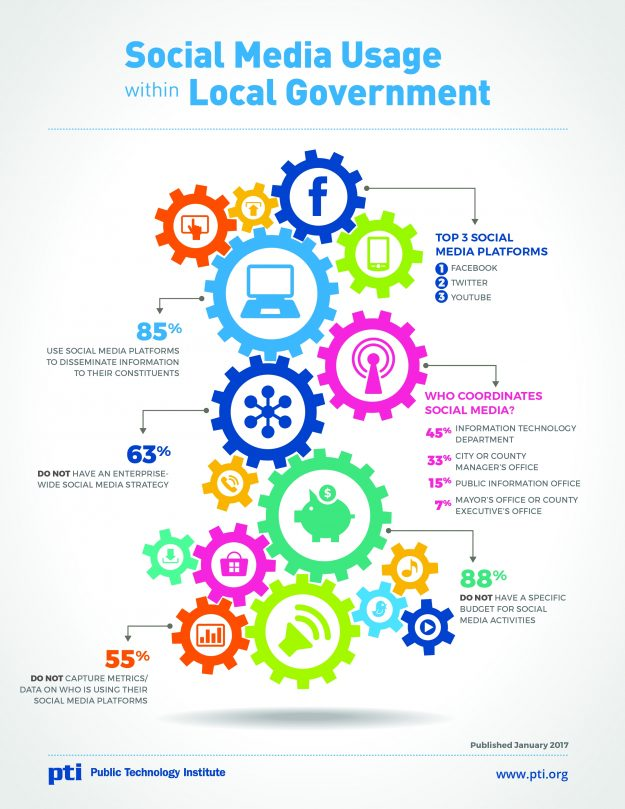 Social Media Usage
within Local Government
f
TOP 3 SOCIAL
MEDIA PLATFORMS
1 FACEBOOK
2 TWITTER
3 YOUTUBE
85%
USE SOCIAL MEDIA PLATFORMS
TO DISSEMINATE INFORMATION
TO THEIR CONSTITUENTS
WHO COORDINATES
SOCIAL MEDIA?
45% INFORMATION TECHNOLOGY
DEPARTMENT
33% CITY OR COUNTY
MANAGER'S OFFICE
15% PUBLIC INFORMATION OFFICE
7% MAYOR'S OFFICE OR COUNTY
EXECUTIVE'S OFFICE
63%
DO NOT HAVE AN ENTERPRISE-
WIDE SOCIAL MEDIA STRATEGY
$
88%
DO NOT HAVE A SPECIFIC
BUDGET FOR SOCIAL
MEDIA ACTIVITIES
55%
DO NOT CAPTURE METRICS/
DATA ON WHO IS USING THEIR
SOCIAL MEDIA PLATFORMS
Published January 2017
pti Public Technology Institute
www.pti.org